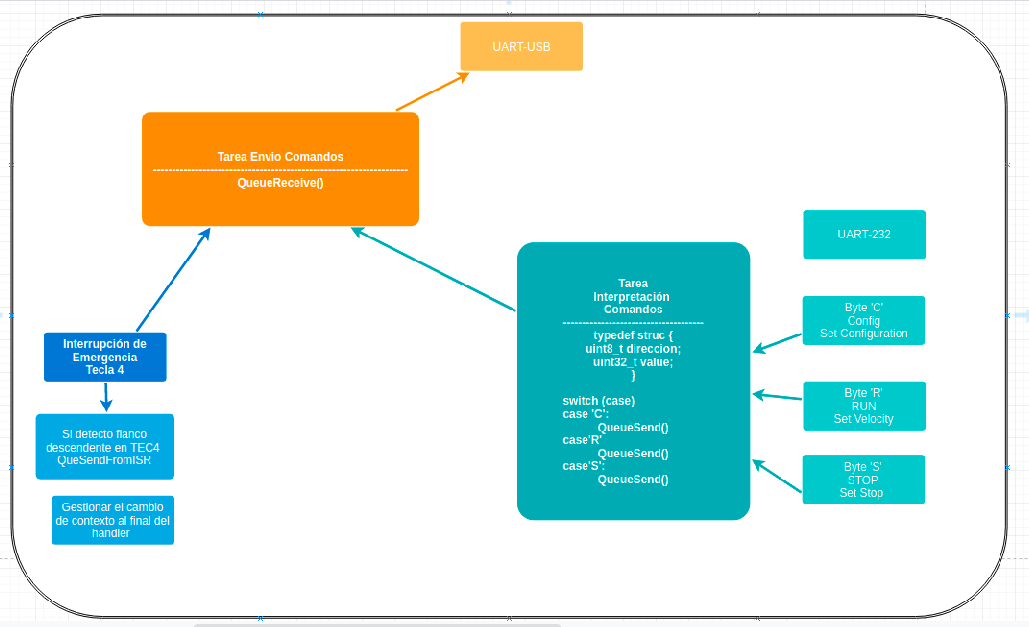 UART-USB
Tarea Envio Comandos
----------------------------------------------------------------
QueueReceive()
UART-232
Tarea
Interpretación
Comandos
------------------------------------
typedef struc {
uint8_t direccion;
uint32_t value;
}
switch (case)
case 'C':
QueueSend()
case'R'
QueueSend()
case'S':
QueueSend()
Byte 'C'
Config
Set Configuration
Byte 'R'
RUN
Set Velocity
Byte 'S'
STOP
Set Stop
Interrupción de
Emergencia
Tecla 4
Si detecto flanco
descendente en TEC4
QueSendFromISR
Gestionar el cambio
de contexto al final del
handler